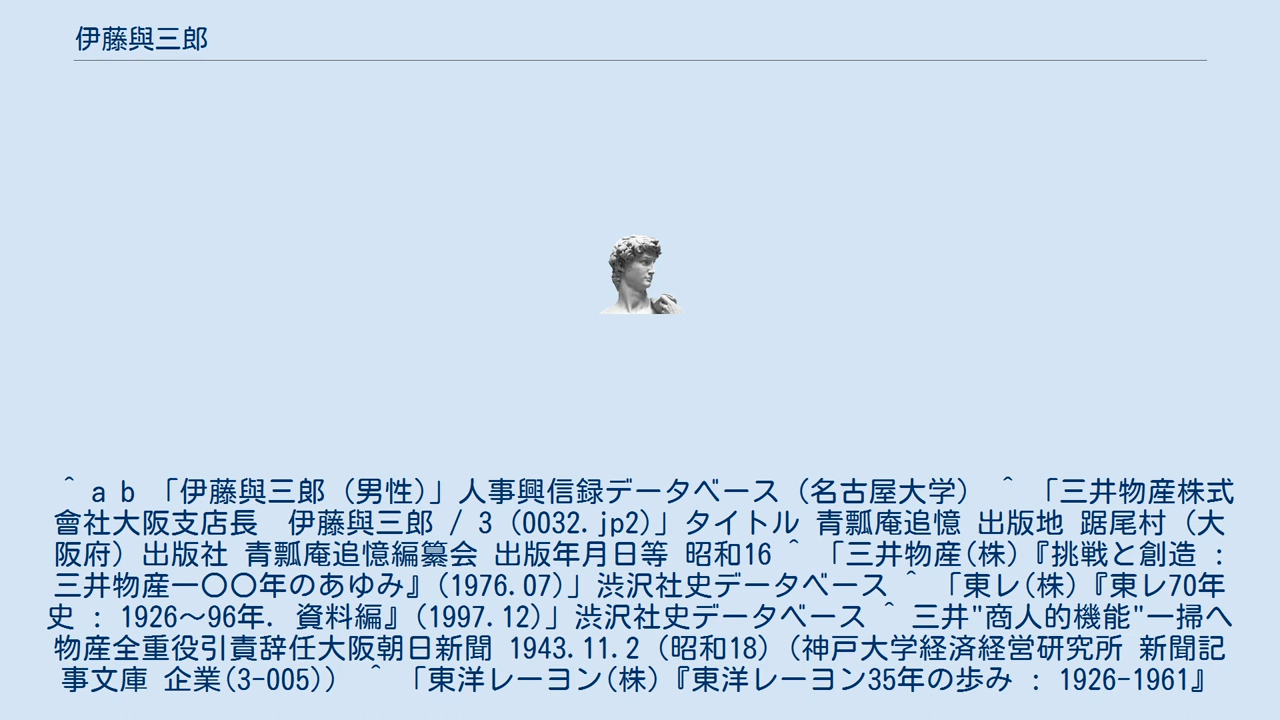 伊藤與三郎
^ a b 「伊藤與三郎 (男性)」人事興信録データベース (名古屋大学) ^ 「三井物産株式
會社大阪支店長　伊藤與三郎 / 3 (0032.jp2)」タイトル 青瓢庵追憶 出版地 踞尾村 (大
阪府) 出版社 青瓢庵追憶編纂会 出版年月日等 昭和16 ^ 「三井物産(株)『挑戦と創造 :
三井物産一〇〇年のあゆみ』(1976.07)」渋沢社史データベース ^ 「東レ(株)『東レ70年
史 : 1926～96年. 資料編』(1997.12)」渋沢社史データベース ^ 三井"商人的機能"一掃へ
物産全重役引責辞任大阪朝日新聞 1943.11.2 (昭和18) (神戸大学経済経営研究所 新聞記
事文庫 企業(3-005)) ^ 「東洋レーヨン(株)『東洋レーヨン35年の歩み : 1926-1961』